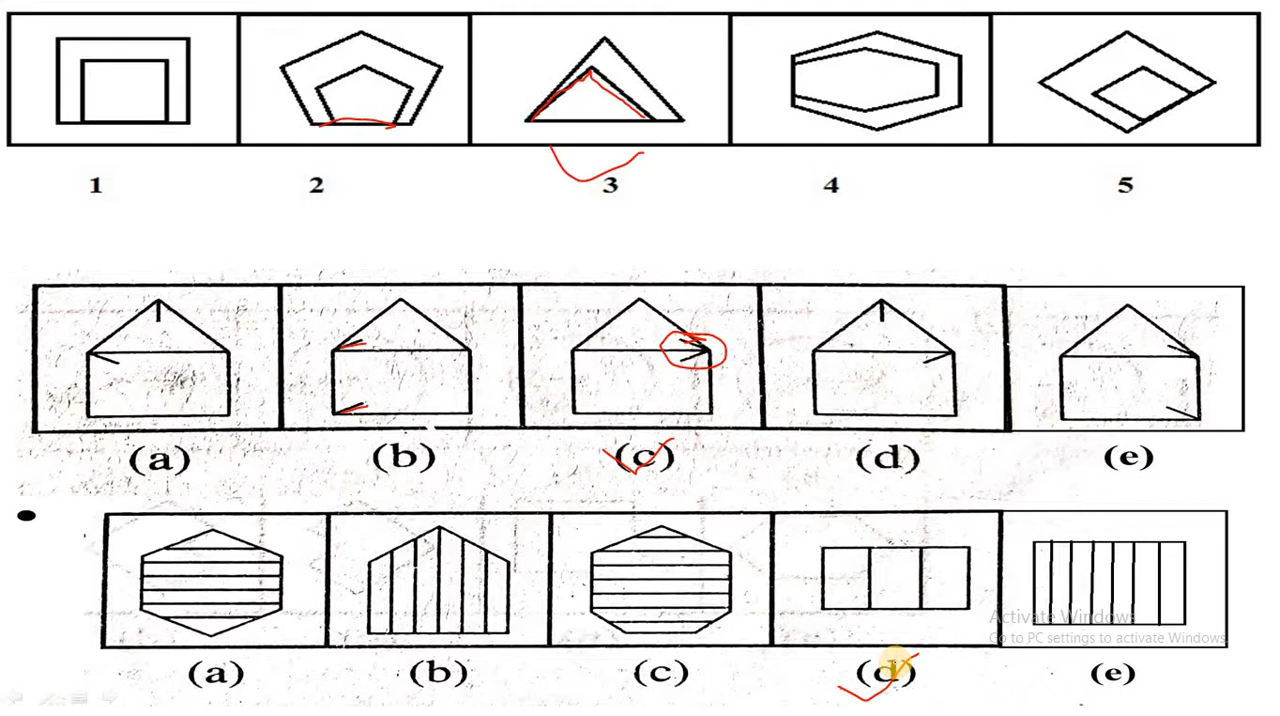 1 2 3 4 5
(a) (b) (c) (d) (e)
Activate Windows
Go to PC settings to activate Windows.
(a) (b) (c) (d) (e)